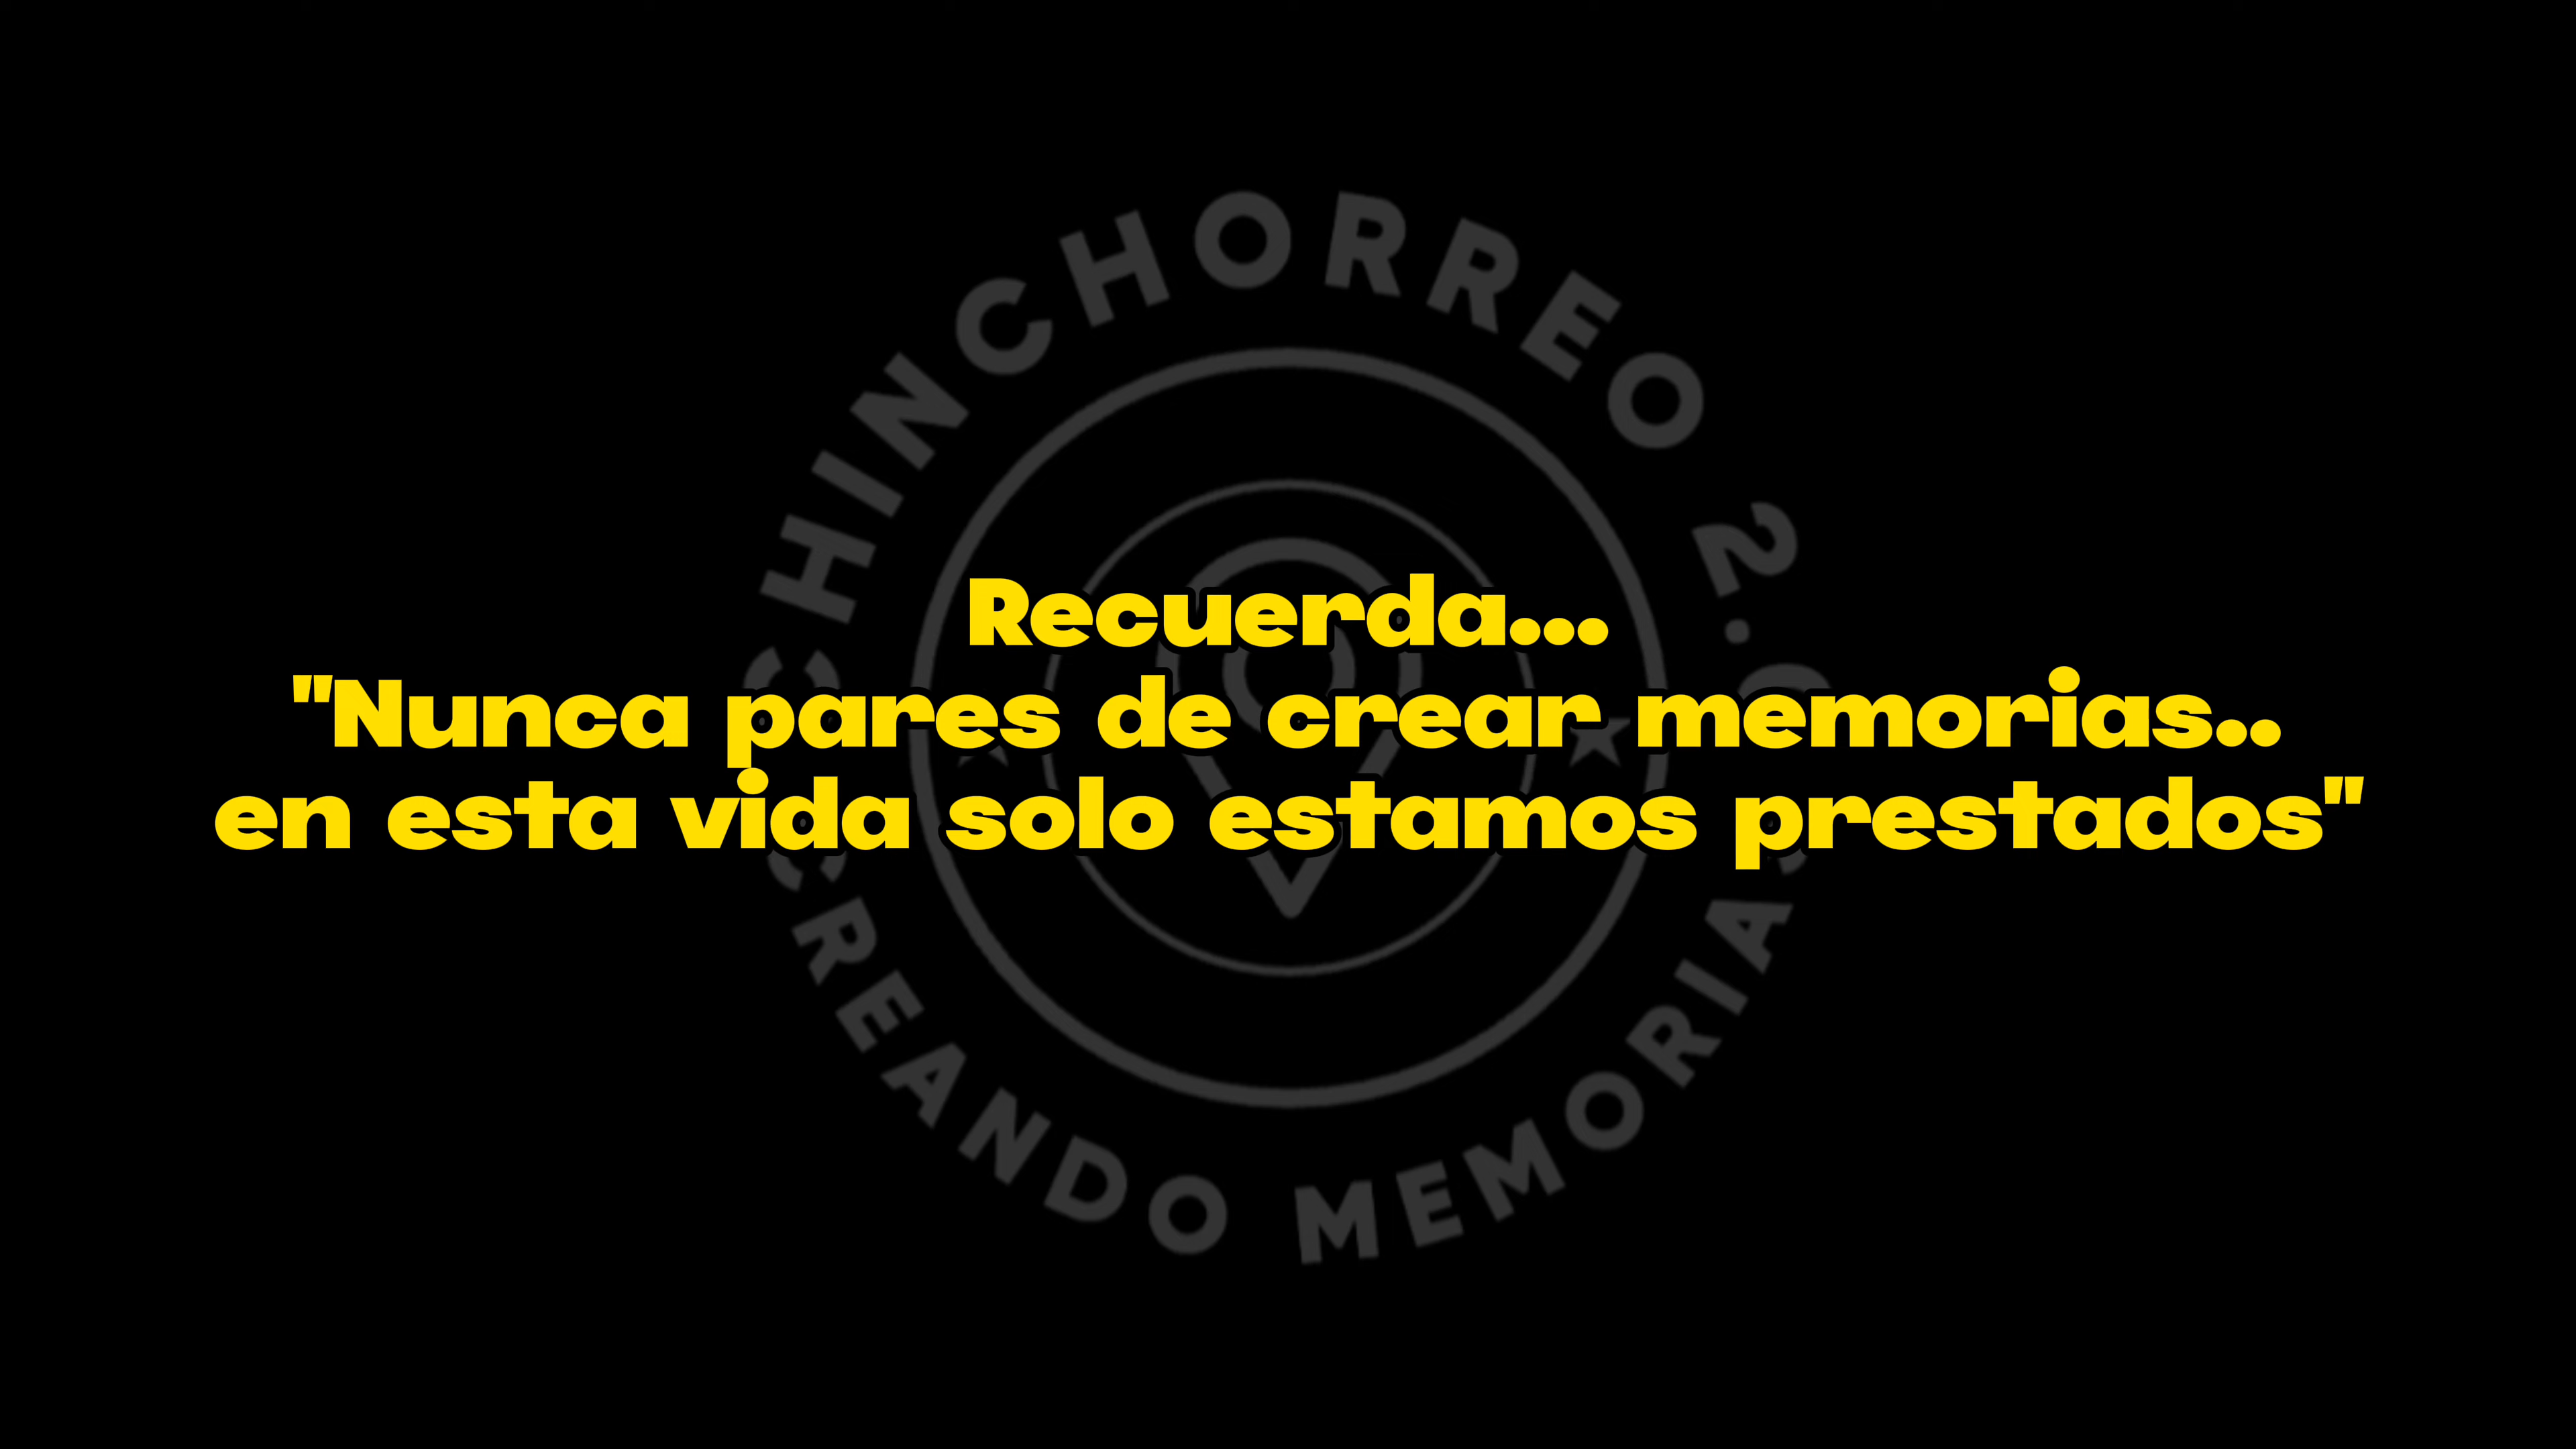 CHINCHORREO 2.0
Recuerda...
"Nunca pares de crear memorias..
en esta vida solo estamos prestados"
CREANDO MEMORIAS